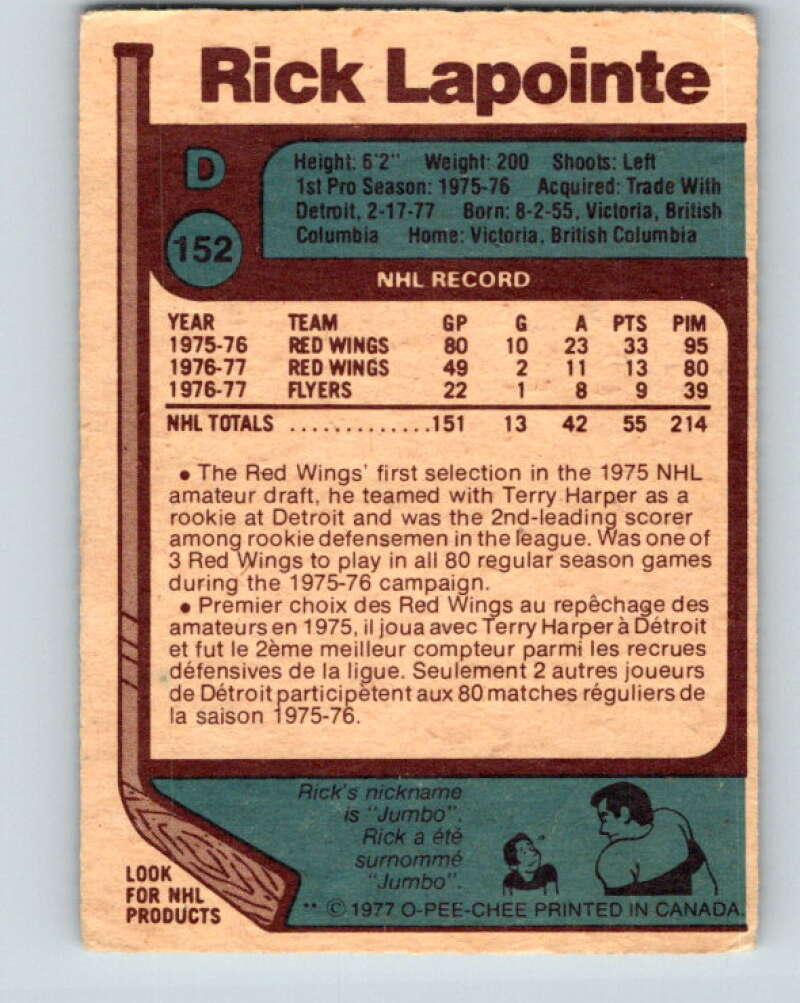 Rick Lapointe
D
152
Height: 6'2" Weight: 200 Shoots: Left
1st Pro Season: 1975-76 Acquired: Trade With
Detroit, 2-17-77 Born: 8-2-55, Victoria, British
Columbia Home: Victoria, British Columbia
NHL RECORD
YEAR TEAM GP G A PTS PIM
1975-76 RED WINGS 80 10 23 33 95
1976-77 RED WINGS 49 2 11 13 80
1976-77 FLYERS 22 1 8 9 39
NHL TOTALS .............151 13 42 55 214
• The Red Wings' first selection in the 1975 NHL
amateur draft, he teamed with Terry Harper as a
rookie at Detroit and was the 2nd-leading scorer
among rookie defensemen in the league. Was one of
3 Red Wings to play in all 80 regular season games
during the 1975-76 campaign.
• Premier choix des Red Wings au repêchage des
amateurs en 1975, il joua avec Terry Harper à Détroit
et fut le 2ème meilleur compteur parmi les recrues
défensives de la ligue. Seulement 2 autres joueurs
de Détroit participètent aux 80 matches réguliers de
la saison 1975-76.
Rick's nickname
is "Jumbo".
Rick a été
surnommé
"Jumbo".
LOOK
FOR NHL
PRODUCTS
** © 1977 O-PEE-CHEE PRINTED IN CANADA.